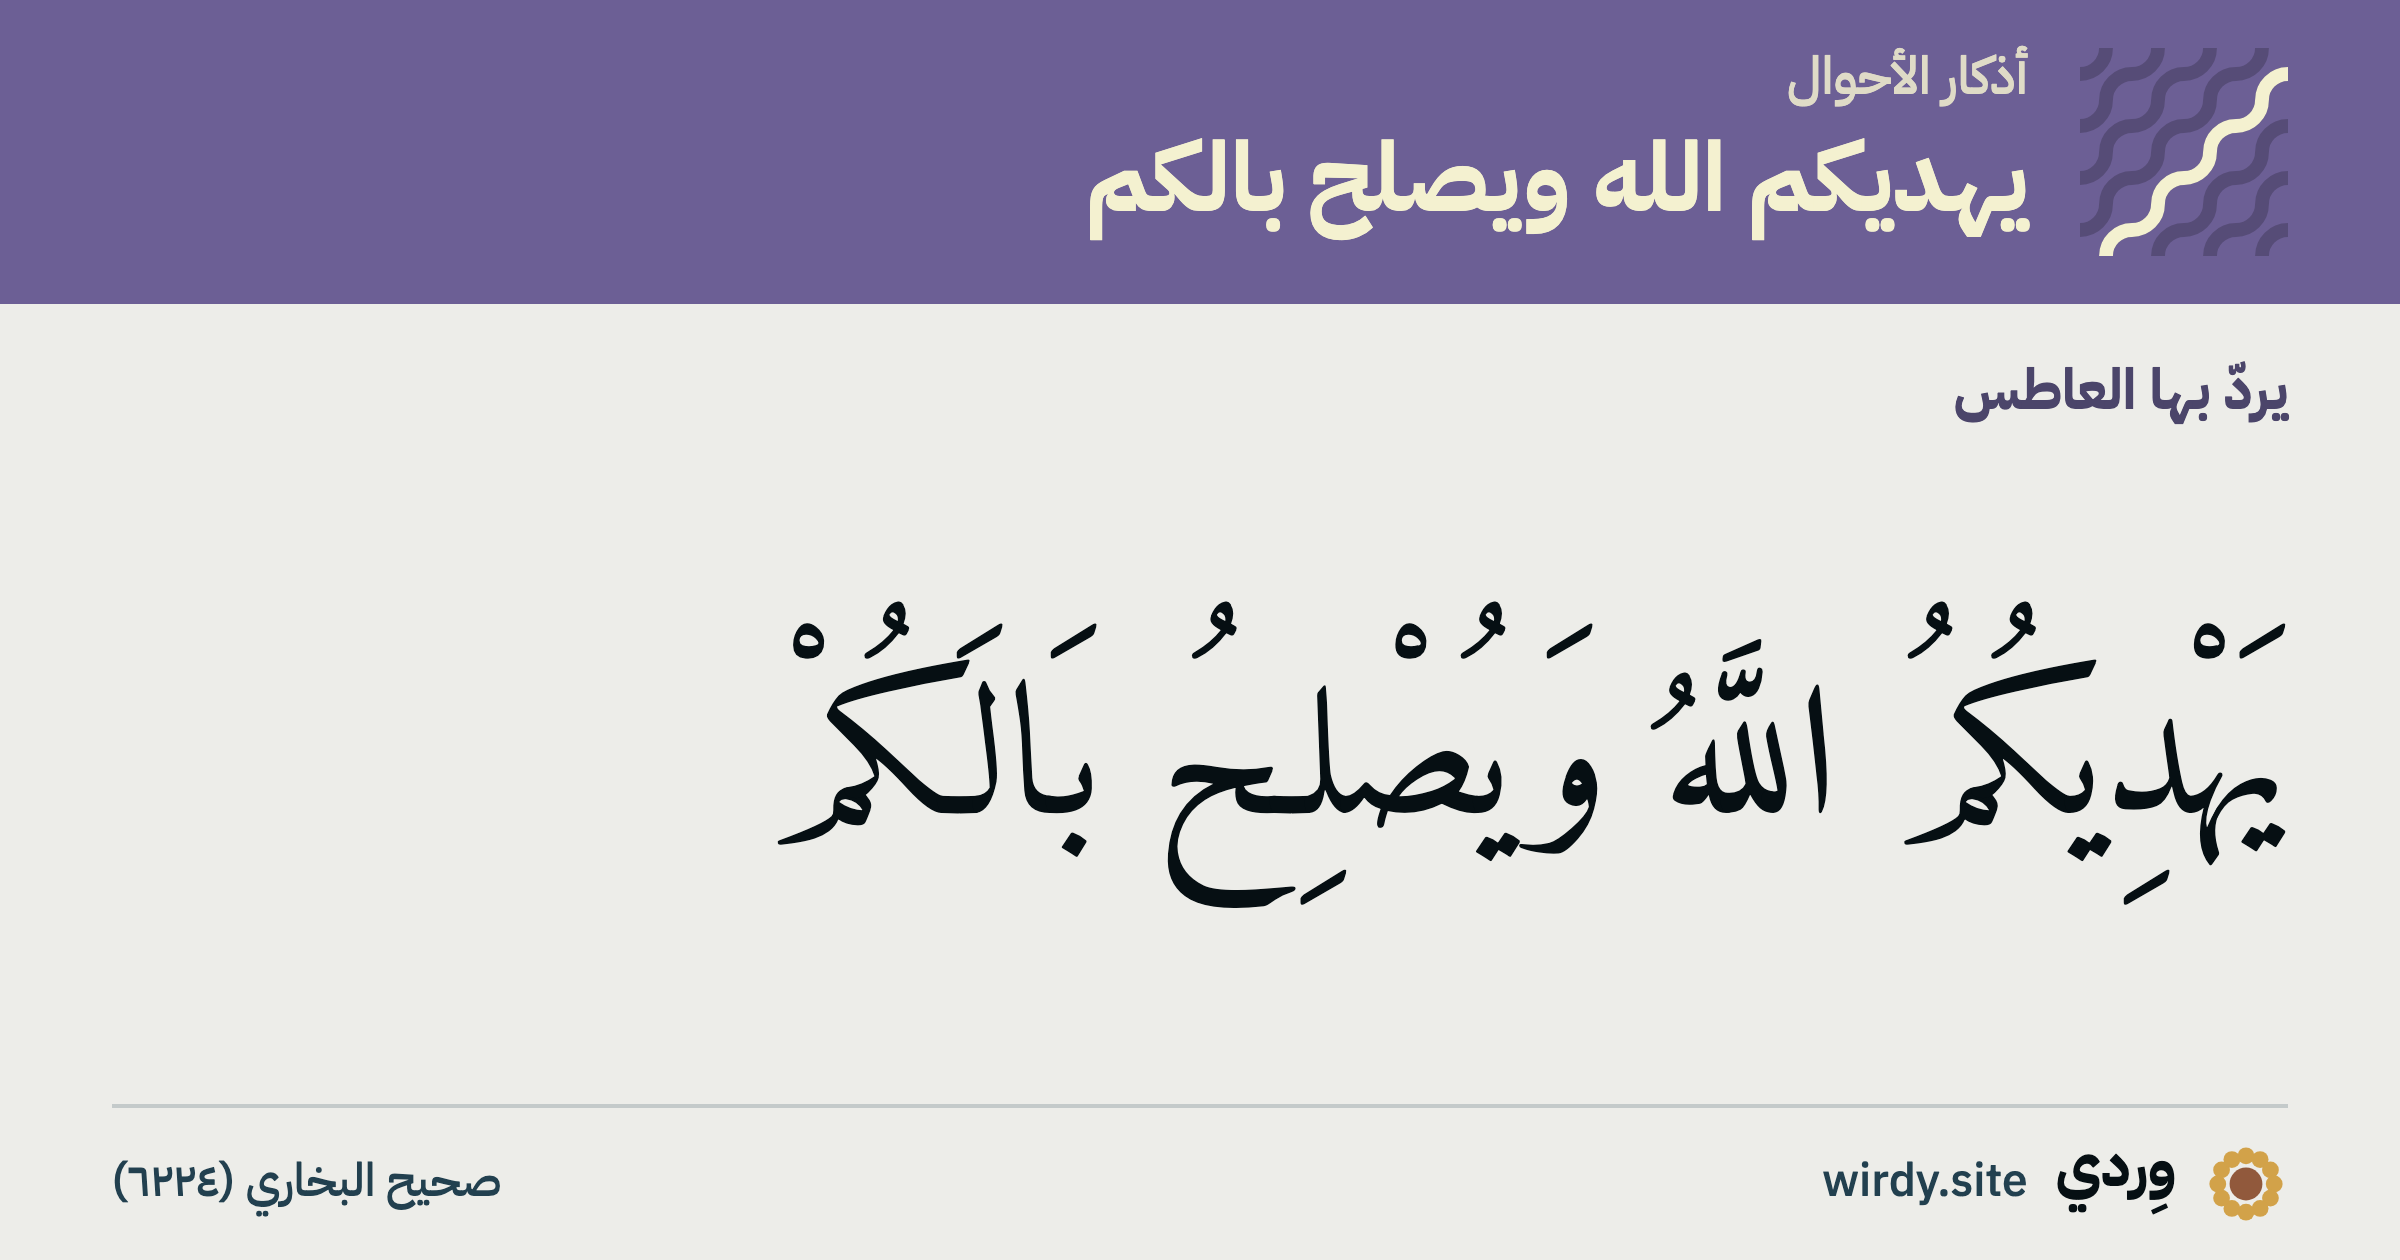 أذكار الأحوال
يهديكم الله ويصلح بالكم
يردّ بها العاطس
يَهْدِيكُمُ اللَّهُ وَيُصْلِحُ بَالَكُمْ
وِردي wirdy.site
صحيح البخاري (٦٢٢٤)